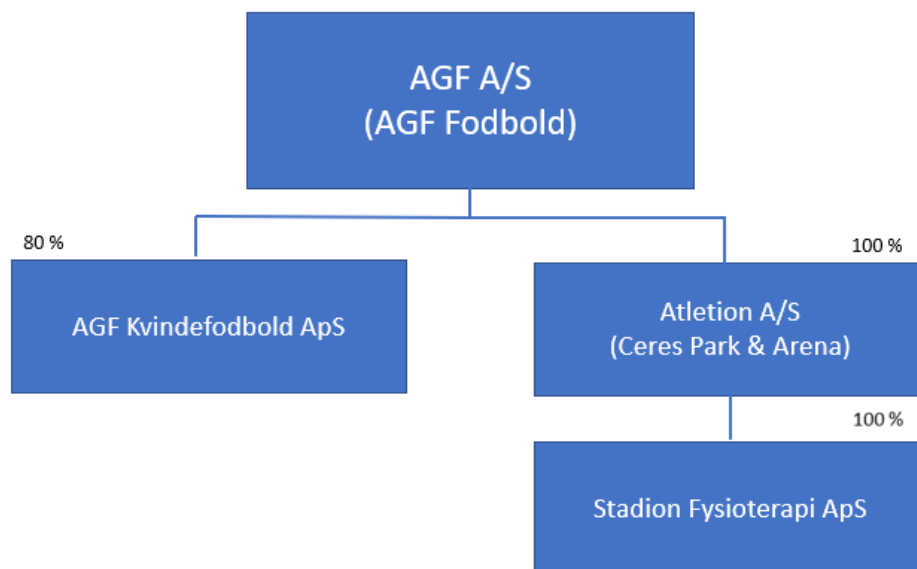 AGF A/S
(AGF Fodbold)
80 %
100 %
AGF Kvindefodbold ApS
Atletion A/S
(Ceres Park & Arena)
100 %
Stadion Fysioterapi ApS